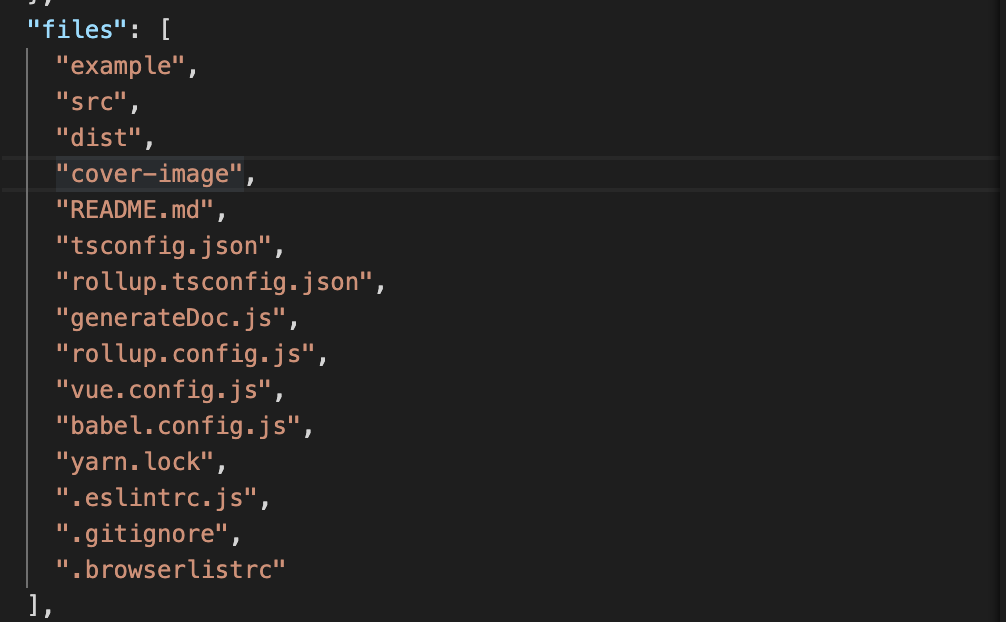 "files": [
"example",
"src",
"dist",
"cover-image",
"README.md",
"tsconfig.json",
"rollup.tsconfig.json",
"generateDoc.js",
"rollup.config.js",
"vue.config.js",
"babel.config.js",
"yarn.lock",
".eslintrc.js",
".gitignore",
".browserlistrc"
],